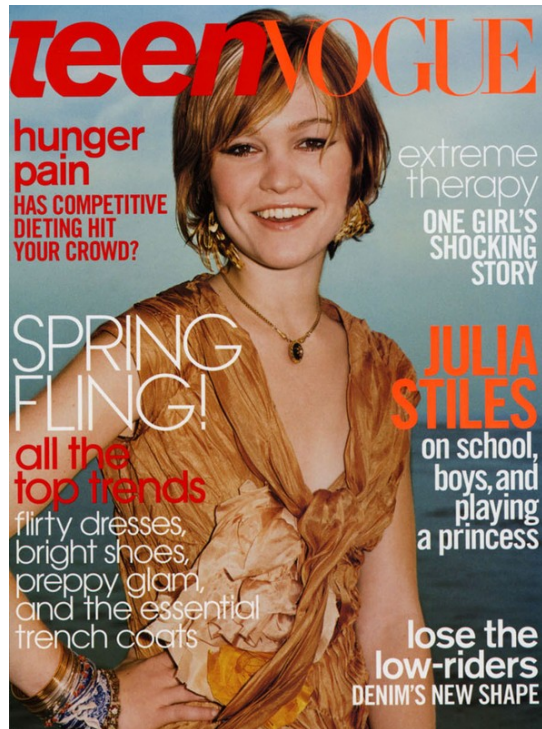 teen VOGUE
hunger
pain
HAS COMPETITIVE
DIETING HIT
YOUR CROWD?
extreme
therapy
ONE GIRL'S
SHOCKING
STORY
SPRING
FLING!
all the
top trends
flirty dresses,
bright shoes,
preppy glam,
and the essential
trench coats
JULIA
STILES
on school,
boys, and
playing
a princess
lose the
low-riders
DENIM'S NEW SHAPE